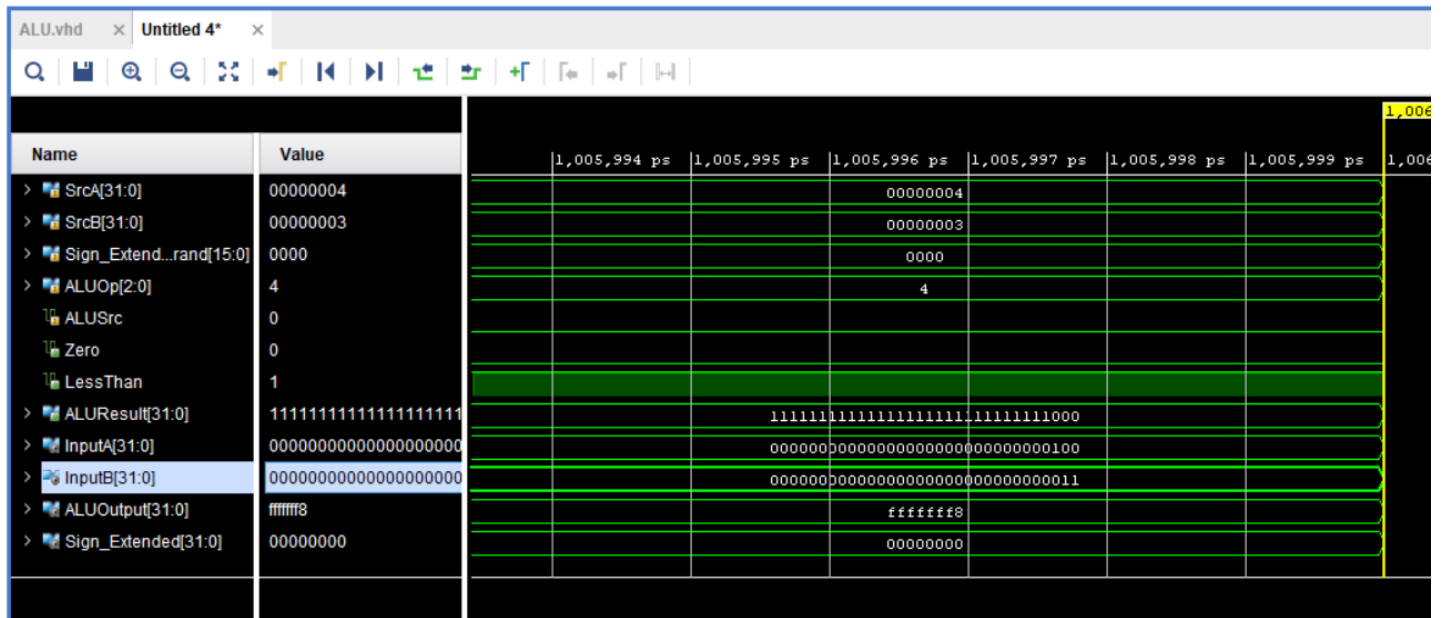 ALU.vhd × Untitled 4* ×
1,006
Name Value |1,005,994 ps |1,005,995 ps |1,005,996 ps |1,005,997 ps |1,005,998 ps |1,005,999 ps |1,006
> SrcA[31:0] 00000004 00000004
> SrcB[31:0] 00000003 00000003
> Sign_Extend...rand[15:0] 0000 0000
> ALUOp[2:0] 4 4
ALUSrc 0
Zero 0
LessThan 1
> ALUResult[31:0] 1111111111111111111111 11111111111111111111111111111000
> InputA[31:0] 0000000000000000000000 00000000000000000000000000000100
> InputB[31:0] 0000000000000000000000 00000000000000000000000000000011
> ALUOutput[31:0] fffffff8 fffffff8
> Sign_Extended[31:0] 00000000 00000000